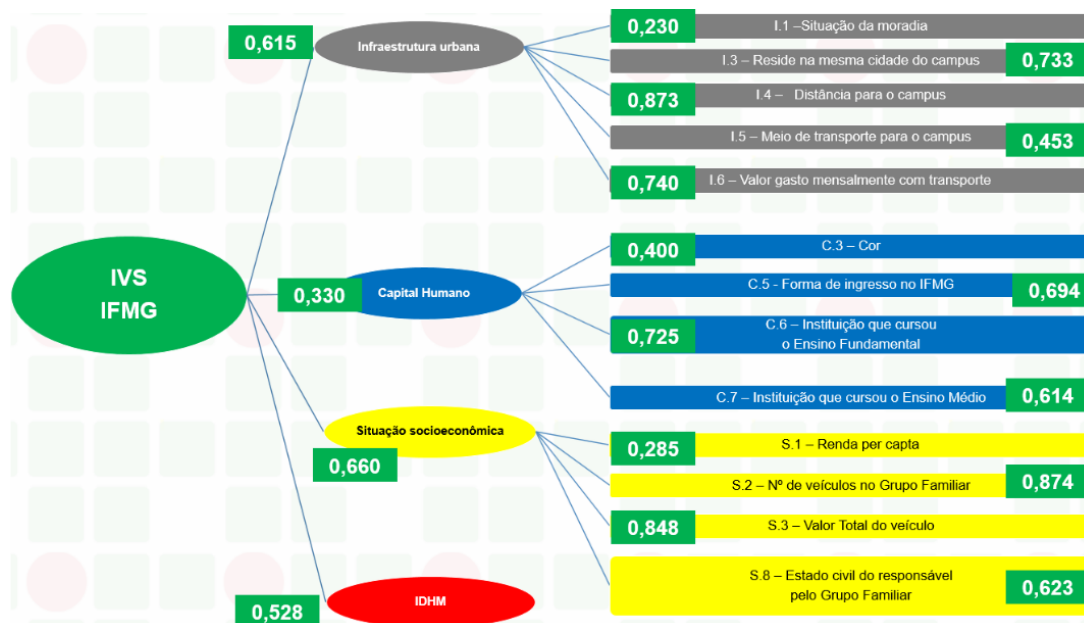 0,615
Infraestrutura urbana
0,230
I.1 –Situação da moradia
I.3 – Reside na mesma cidade do campus
0,733
0,873
I.4 – Distância para o campus
I.5 – Meio de transporte para o campus
0,453
0,740
I.6 – Valor gasto mensalmente com transporte
IVS
IFMG
0,330
Capital Humano
0,400
C.3 – Cor
C.5 - Forma de ingresso no IFMG
0,694
0,725
C.6 – Instituição que cursou
o Ensino Fundamental
C.7 – Instituição que cursou o Ensino Médio
0,614
Situação socioeconômica
0,660
0,285
S.1 – Renda per capta
S.2 – Nº de veículos no Grupo Familiar
0,874
0,848
S.3 – Valor Total do veículo
S.8 – Estado civil do responsável
pelo Grupo Familiar
0,623
0,528
IDHM